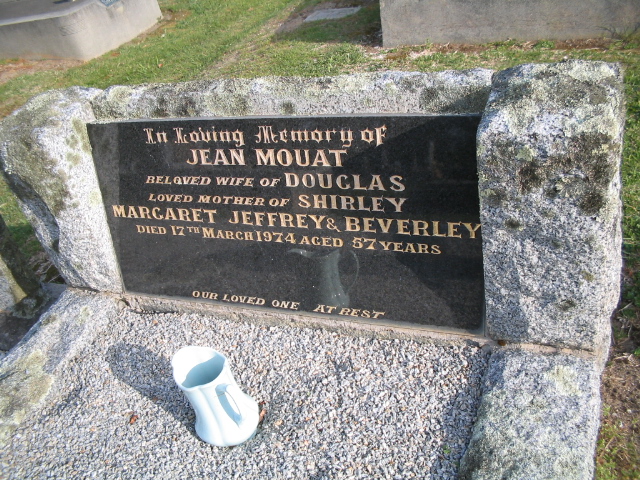 In Loving Memory of
JEAN MOUAT
BELOVED WIFE OF DOUGLAS
LOVED MOTHER OF SHIRLEY
MARGARET JEFFREY & BEVERLEY
DIED 17TH MARCH 1974 AGED 57 YEARS
OUR LOVED ONE AT REST